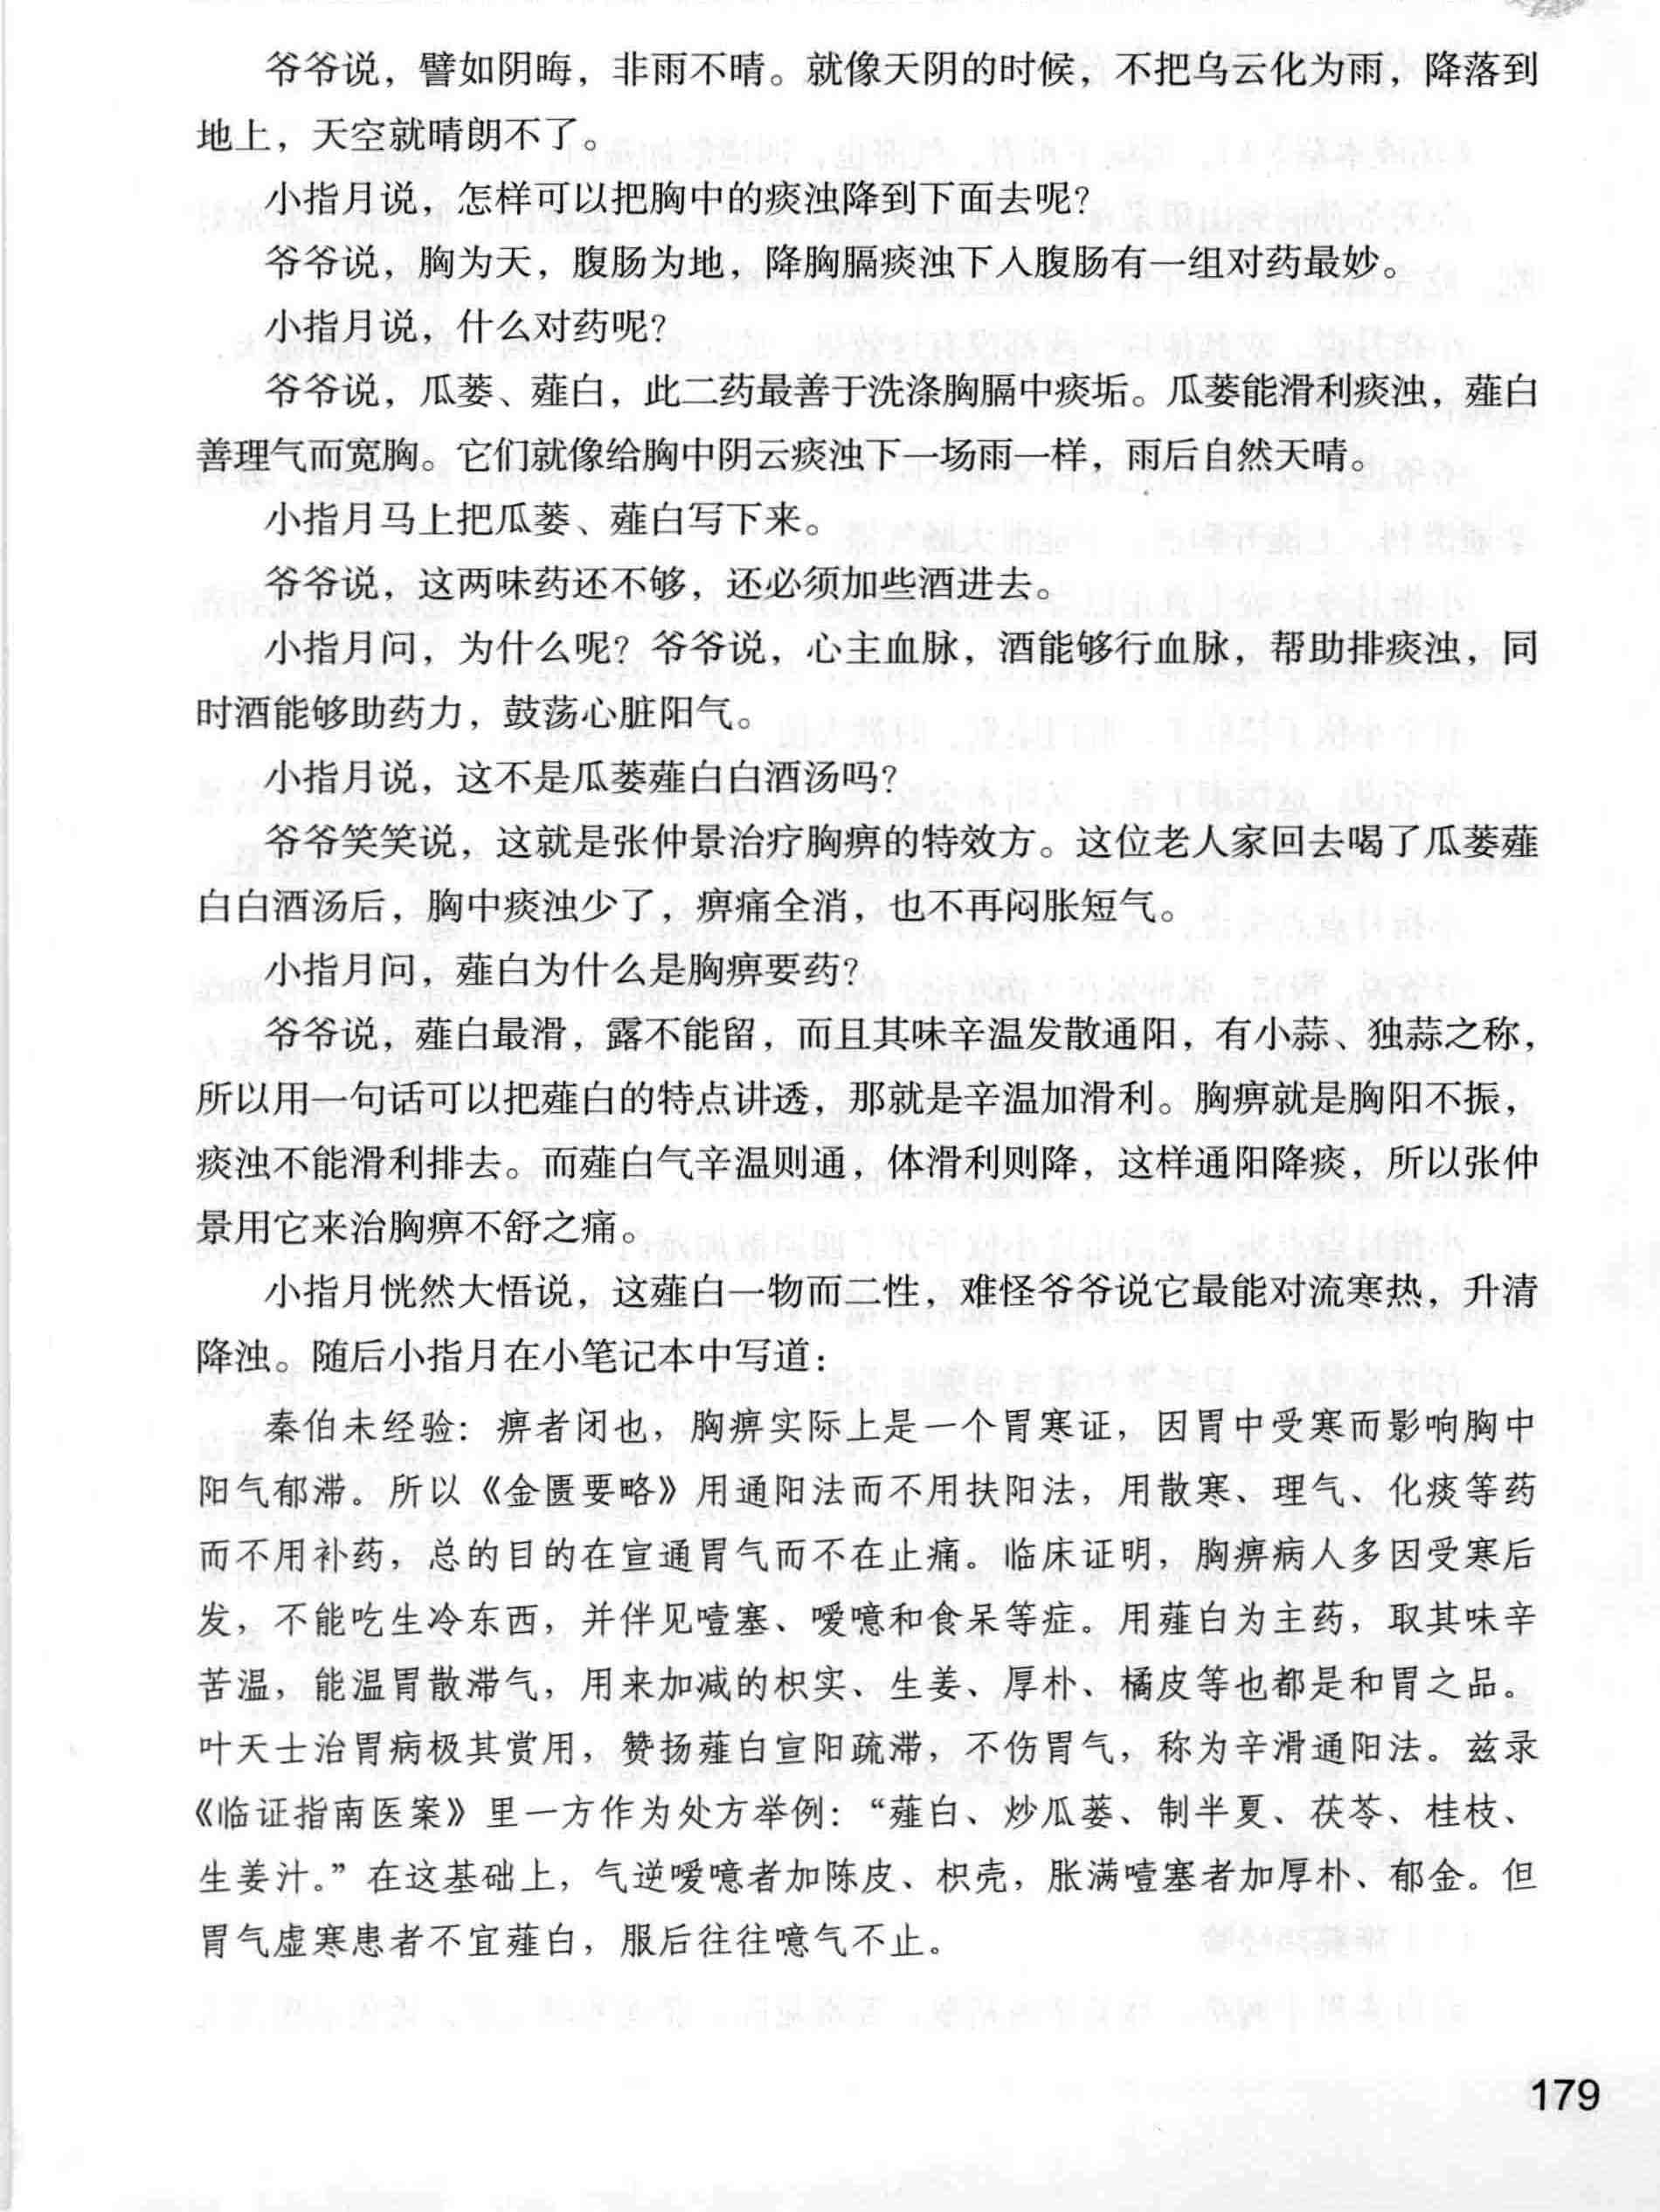 爷爷说，譬如阴晦，非雨不晴。就像天阴的时候，不把乌云化为雨，降落到
地上，天空就晴朗不了。
小指月说，怎样可以把胸中的痰浊降到下面去呢？
爷爷说，胸为天，腹肠为地，降胸膈痰浊下入腹肠有一组对药最妙。
小指月说，什么对药呢？
爷爷说，瓜蒌、薤白，此二药最善于洗涤胸膈中痰垢。瓜蒌能滑利痰浊，薤白
善理气而宽胸。它们就像给胸中阴云痰浊下一场雨一样，雨后自然天晴。
小指月马上把瓜蒌、薤白写下来。
爷爷说，这两味药还不够，还必须加些酒进去。
小指月问，为什么呢？爷爷说，心主血脉，酒能够行血脉，帮助排痰浊，同
时酒能够助药力，鼓荡心脏阳气。
小指月说，这不是瓜蒌薤白白酒汤吗？
爷爷笑笑说，这就是张仲景治疗胸痹的特效方。这位老人家回去喝了瓜蒌薤
白白酒汤后，胸中痰浊少了，痹痛全消，也不再闷胀短气。
小指月问，薤白为什么是胸痹要药？
爷爷说，薤白最滑，露不能留，而且其味辛温发散通阳，有小蒜、独蒜之称，
所以用一句话可以把薤白的特点讲透，那就是辛温加滑利。胸痹就是胸阳不振，
痰浊不能滑利排去。而薤白气辛温则通，体滑利则降，这样通阳降痰，所以张仲
景用它来治胸痹不舒之痛。
小指月恍然大悟说，这薤白一物而二性，难怪爷爷说它最能对流寒热，升清
降浊。随后小指月在小笔记本中写道：
秦伯未经验：痹者闭也，胸痹实际上是一个胃寒证，因胃中受寒而影响胸中
阳气郁滞。所以《金匮要略》用通阳法而不用扶阳法，用散寒、理气、化痰等药
而不用补药，总的目的在宣通胃气而不在止痛。临床证明，胸痹病人多因受寒后
发，不能吃生冷东西，并伴见噎塞、嗳噫和食呆等症。用薤白为主药，取其味辛
苦温，能温胃散滞气，用来加减的枳实、生姜、厚朴、橘皮等也都是和胃之品。
叶天士治胃病极其赏用，赞扬薤白宣阳疏滞，不伤胃气，称为辛滑通阳法。兹录
《临证指南医案》里一方作为处方举例：“薤白、炒瓜蒌、制半夏、茯苓、桂枝、
生姜汁。”在这基础上，气逆嗳噫者加陈皮、枳壳，胀满噎塞者加厚朴、郁金。但
胃气虚寒患者不宜薤白，服后往往噫气不止。
179